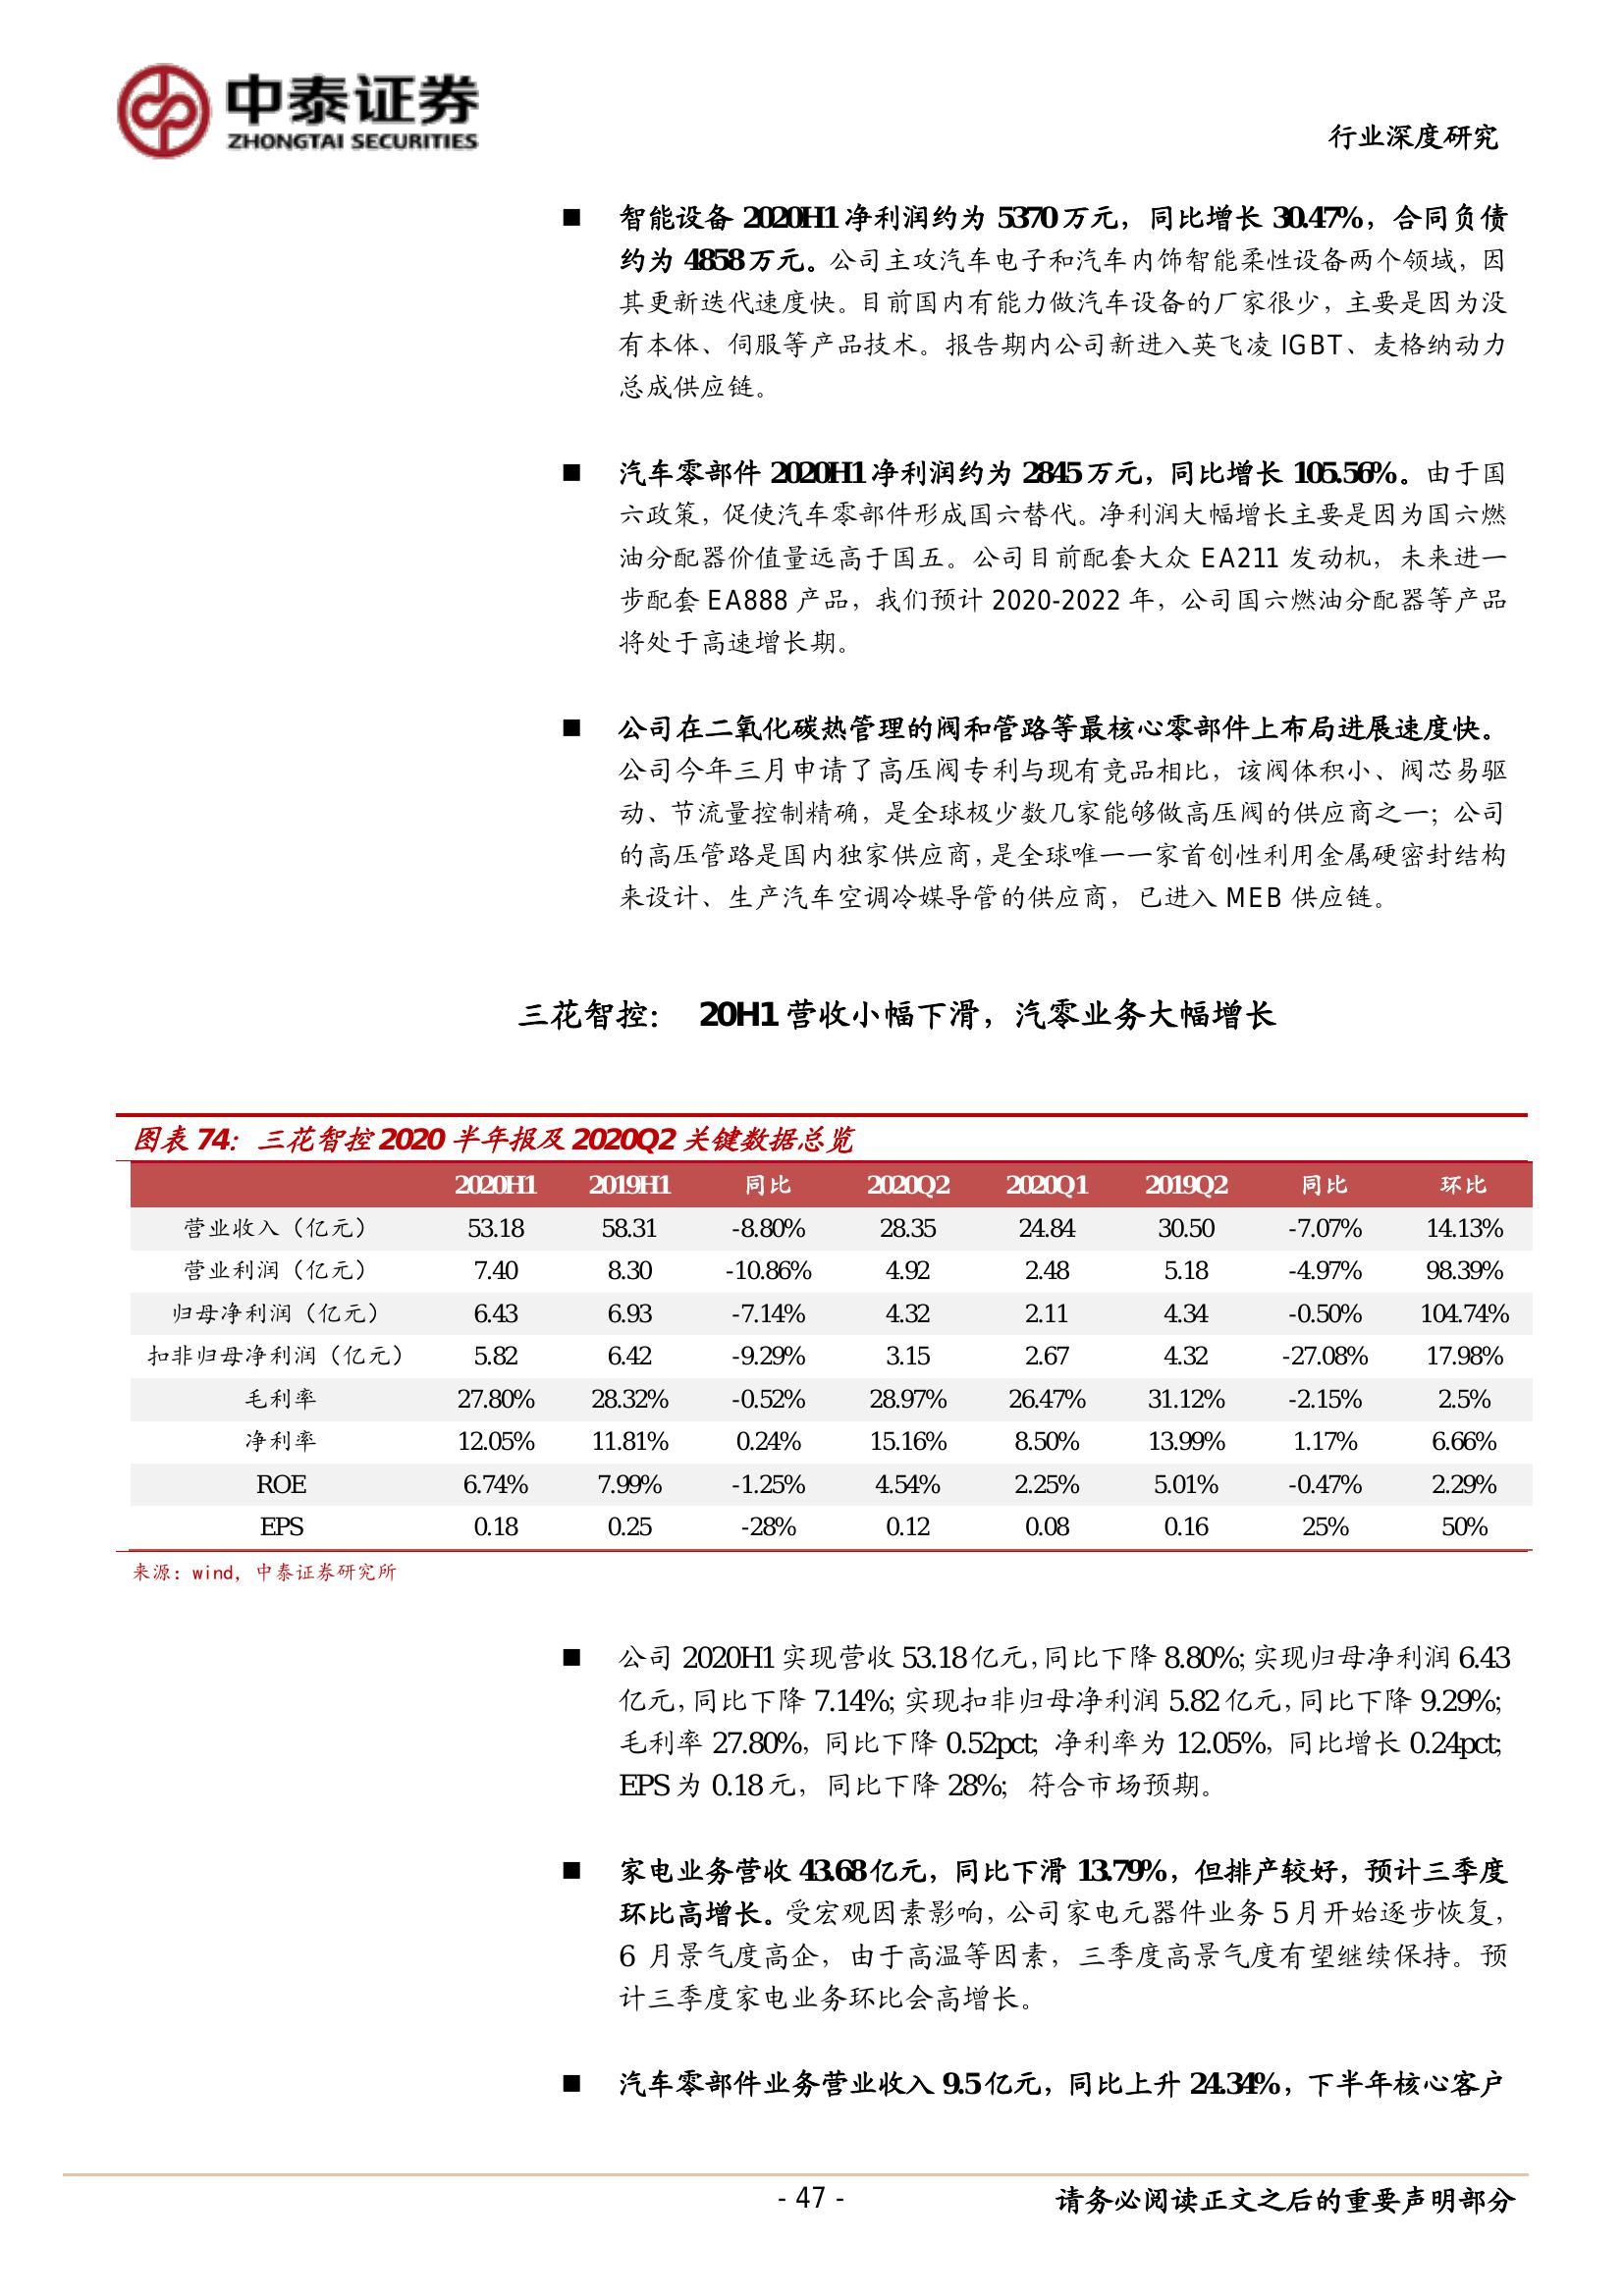 中泰证券
ZHONGTAI SECURITIES
行业深度研究
■ 智能设备 2020H1 净利润约为 5370 万元，同比增长 30.47%，合同负债
约为 4858 万元。公司主攻汽车电子和汽车内饰智能柔性设备两个领域，因
其更新迭代速度快。目前国内有能力做汽车设备的厂家很少，主要是因为没
有本体、伺服等产品技术。报告期内公司新进入英飞凌 IGBT、麦格纳动力
总成供应链。
■ 汽车零部件 2020H1 净利润约为 2845 万元，同比增长 105.56%。由于国
六政策，促使汽车零部件形成国六替代。净利润大幅增长主要是因为国六燃
油分配器价值量远高于国五。公司目前配套大众 EA211 发动机，未来进一
步配套 EA888 产品，我们预计 2020-2022 年，公司国六燃油分配器等产品
将处于高速增长期。
■ 公司在二氧化碳热管理的阀和管路等最核心零部件上布局进展速度快。
公司今年三月申请了高压阀专利与现有竞品相比，该阀体积小、阀芯易驱
动、节流量控制精确，是全球极少数几家能够做高压阀的供应商之一；公司
的高压管路是国内独家供应商，是全球唯一一家首创性利用金属硬密封结构
来设计、生产汽车空调冷媒导管的供应商，已进入 MEB 供应链。
三花智控： 20H1 营收小幅下滑，汽零业务大幅增长
图表 74：三花智控 2020 半年报及 2020Q2 关键数据总览
2020H1 2019H1 同比 2020Q2 2020Q1 2019Q2 同比 环比
营业收入（亿元） 53.18 58.31 -8.80% 28.35 24.84 30.50 -7.07% 14.13%
营业利润（亿元） 7.40 8.30 -10.86% 4.92 2.48 5.18 -4.97% 98.39%
归母净利润（亿元） 6.43 6.93 -7.14% 4.32 2.11 4.34 -0.50% 104.74%
扣非归母净利润（亿元） 5.82 6.42 -9.29% 3.15 2.67 4.32 -27.08% 17.98%
毛利率 27.80% 28.32% -0.52% 28.97% 26.47% 31.12% -2.15% 2.5%
净利率 12.05% 11.81% 0.24% 15.16% 8.50% 13.99% 1.17% 6.66%
ROE 6.74% 7.99% -1.25% 4.54% 2.25% 5.01% -0.47% 2.29%
EPS 0.18 0.25 -28% 0.12 0.08 0.16 25% 50%
来源：wind，中泰证券研究所
■ 公司 2020H1 实现营收 53.18 亿元，同比下降 8.80%；实现归母净利润 6.43
亿元，同比下降 7.14%；实现扣非归母净利润 5.82 亿元，同比下降 9.29%；
毛利率 27.80%，同比下降 0.52pct；净利率为 12.05%，同比增长 0.24pct；
EPS 为 0.18 元，同比下降 28%；符合市场预期。
■ 家电业务营收 43.68 亿元，同比下滑 13.79%，但排产较好，预计三季度
环比高增长。受宏观因素影响，公司家电元器件业务 5 月开始逐步恢复，
6 月景气度高企，由于高温等因素，三季度高景气度有望继续保持。预
计三季度家电业务环比会高增长。
■ 汽车零部件业务营业收入 9.5 亿元，同比上升 24.34%，下半年核心客户
- 47 -
请务必阅读正文之后的重要声明部分